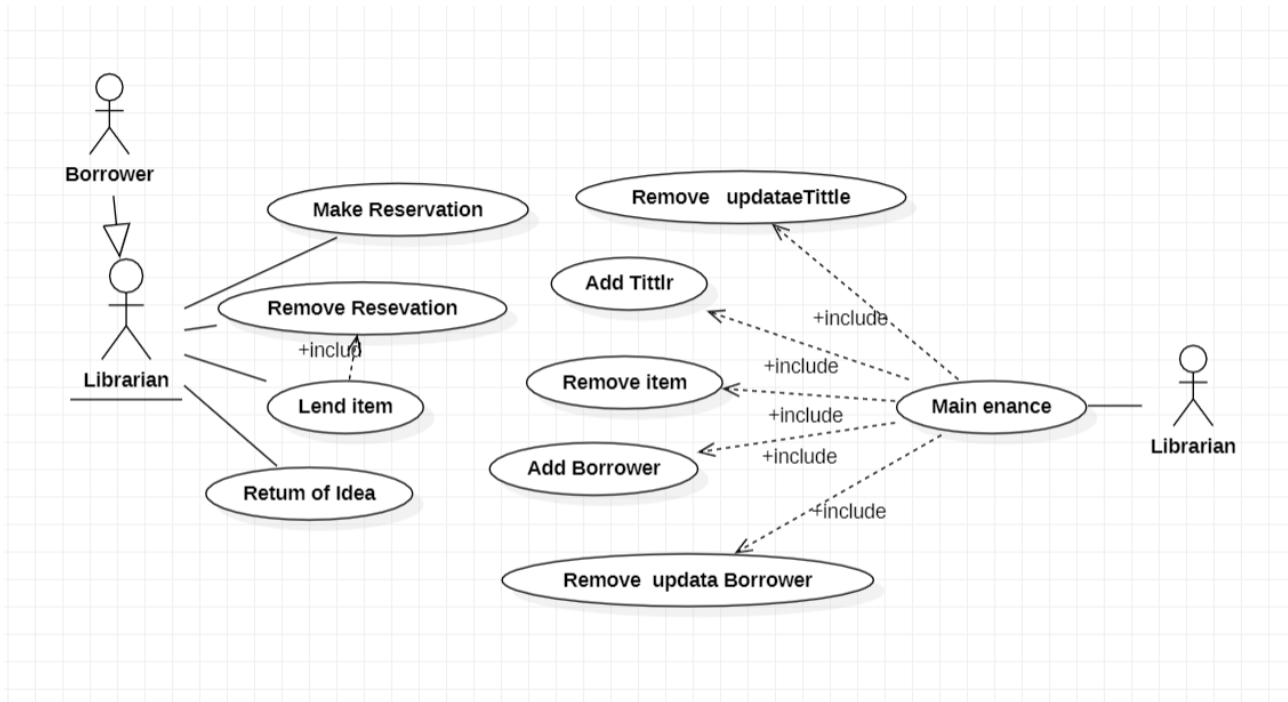 Borrower
Make Reservation
Remove updataeTittle
Add Tittlr
Remove Resevation
+include
+includ
Librarian
+include
Remove item
Lend item
Main enance
+include
Librarian
+include
Add Borrower
Retum of Idea
+include
Remove updata Borrower